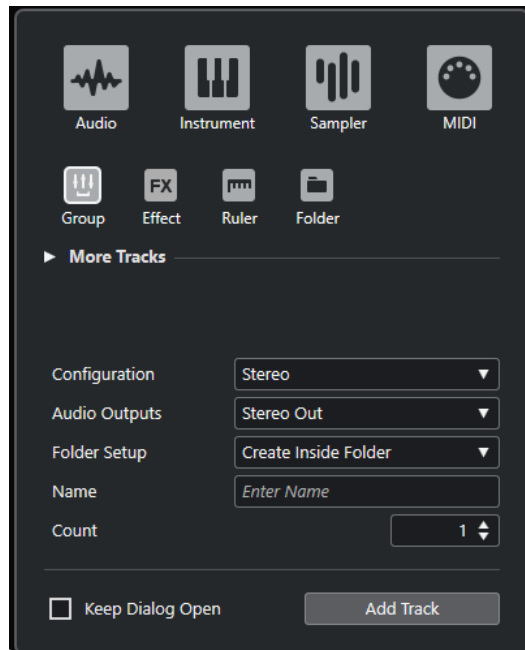 Audio Instrument Sampler MIDI
FX
Group Effect Ruler Folder
More Tracks
Configuration Stereo
Audio Outputs Stereo Out
Folder Setup Create Inside Folder
Name Enter Name
Count 1
Keep Dialog Open Add Track